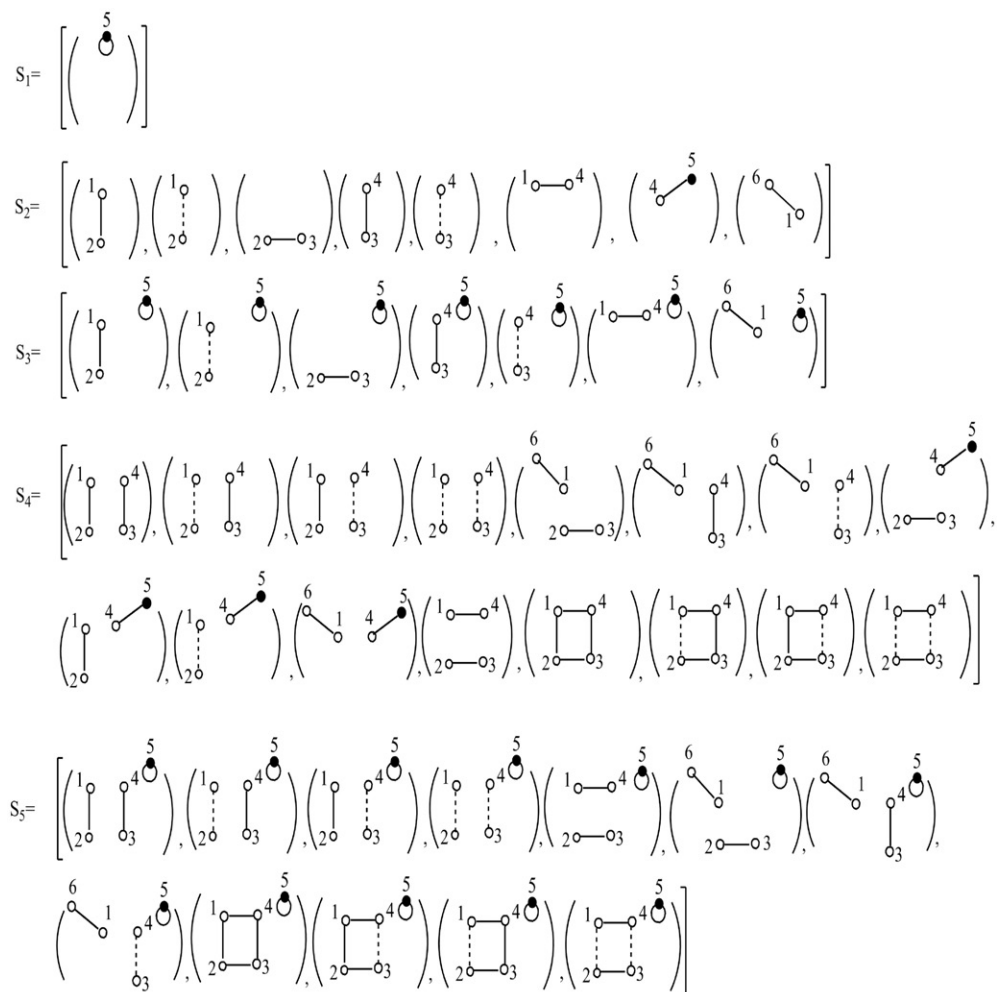 5
S1=
1 1 4 4 1 4 4 5 6 1
S2=
2 2 2 3 3 3
5 5 5 5 5 5 6 5
1 1 4 4 1 4 1
S3=
2 2 2 3 3 3
6 6 6 5
1 4 1 4 1 4 1 4 1 1 4 1 4 4
S4=
2 3 2 3 2 3 2 3 2 3 3 3 2 3
5 5 6 5
1 4 1 4 1 4 1 4 1 4 1 4 1 4 1 4
2 2 2 3 2 3 2 3 2 3 2 3
5 5 5 5 5 6 5 6 5
1 4 1 4 1 4 1 4 1 4 1 1 4
S5=
2 3 2 3 2 3 2 3 2 3 2 3 3
6 5 5 5 5 5
1 4 1 4 1 4 1 4 1 4
3 2 3 2 3 2 3 2 3